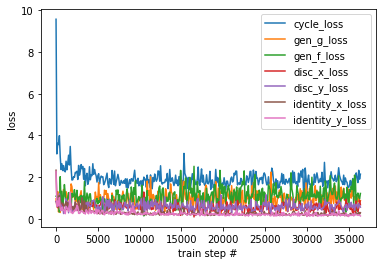 10
8
6
4
2
0
loss
cycle_loss
gen_g_loss
gen_f_loss
disc_x_loss
disc_y_loss
identity_x_loss
identity_y_loss
0 5000 10000 15000 20000 25000 30000 35000
train step #